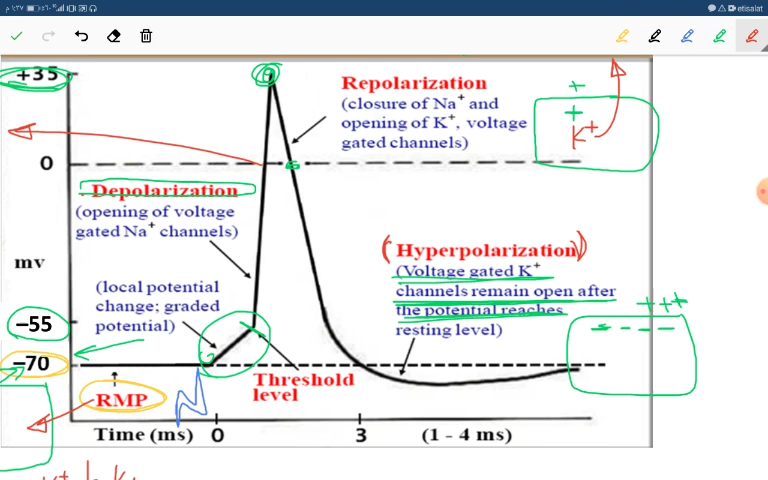 etisalat
+35
Repolarization
(closure of Na+ and
opening of K+, voltage
gated channels)
+
+
K+
0
Depolarization
(opening of voltage
gated Na+ channels)
mv
(Hyperpolarization)
(Voltage gated K+
channels remain open after
the potential reaches
resting level)
+++
- - - -
(local potential
change; graded
potential)
-55
-70
Threshold
level
RMP
Time (ms) 0 3 (1 - 4 ms)